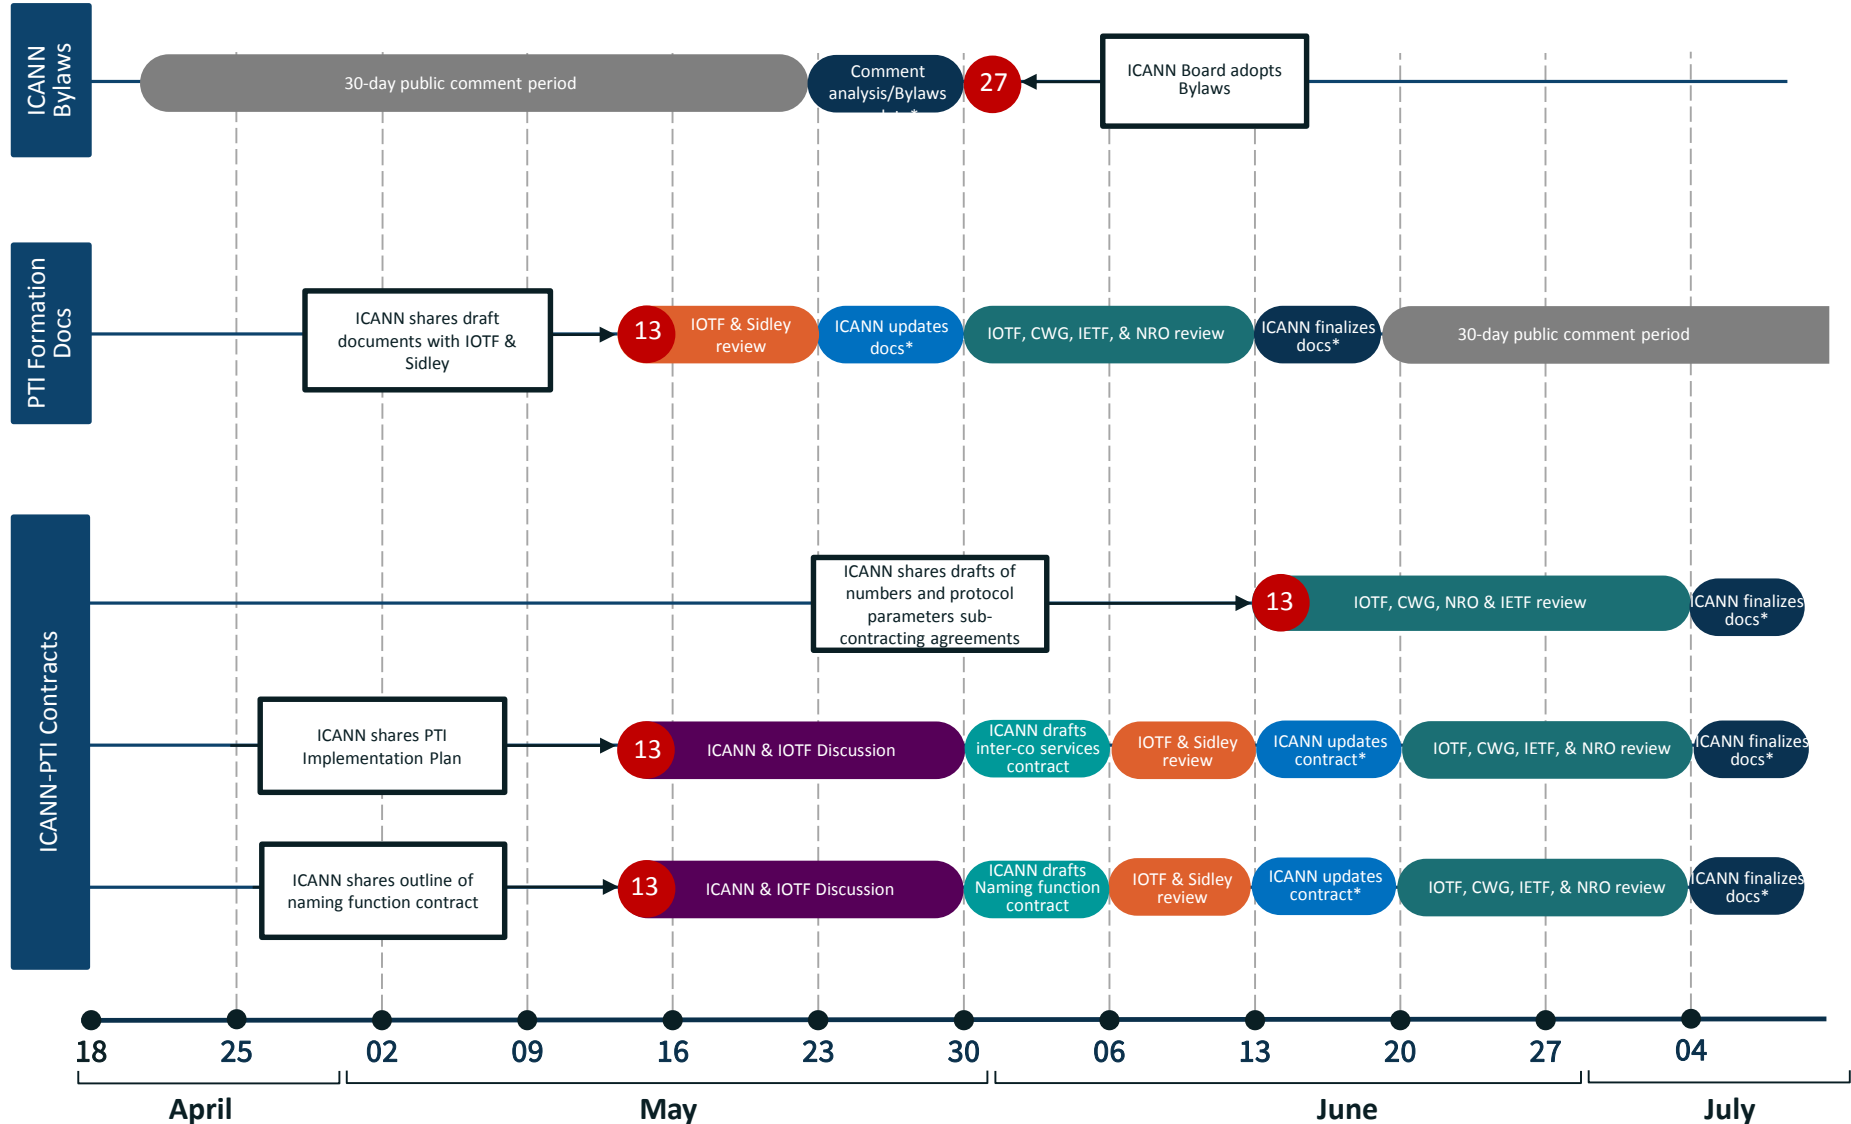 ICANN
Bylaws
30-day public comment period
Comment
analysis/Bylaws
27
ICANN Board adopts
Bylaws
PTI Formation
Docs
ICANN shares draft
documents with IOTF &
Sidley
13
IOTF & Sidley
review
ICANN updates
docs*
IOTF, CWG, IETF, & NRO review
ICANN finalizes
docs*
30-day public comment period
ICANN-PTI Contracts
ICANN shares drafts of
numbers and protocol
parameters sub-
contracting agreements
13
IOTF, CWG, NRO & IETF review
ICANN finalizes
docs*
ICANN shares PTI
Implementation Plan
13
ICANN & IOTF Discussion
ICANN drafts
inter-co services
contract
IOTF & Sidley
review
ICANN updates
contract*
IOTF, CWG, IETF, & NRO review
ICANN finalizes
docs*
ICANN shares outline of
naming function contract
13
ICANN & IOTF Discussion
ICANN drafts
Naming function
contract
IOTF & Sidley
review
ICANN updates
contract*
IOTF, CWG, IETF, & NRO review
ICANN finalizes
docs*
18
25
02
09
16
23
30
06
13
20
27
04
April
May
June
July